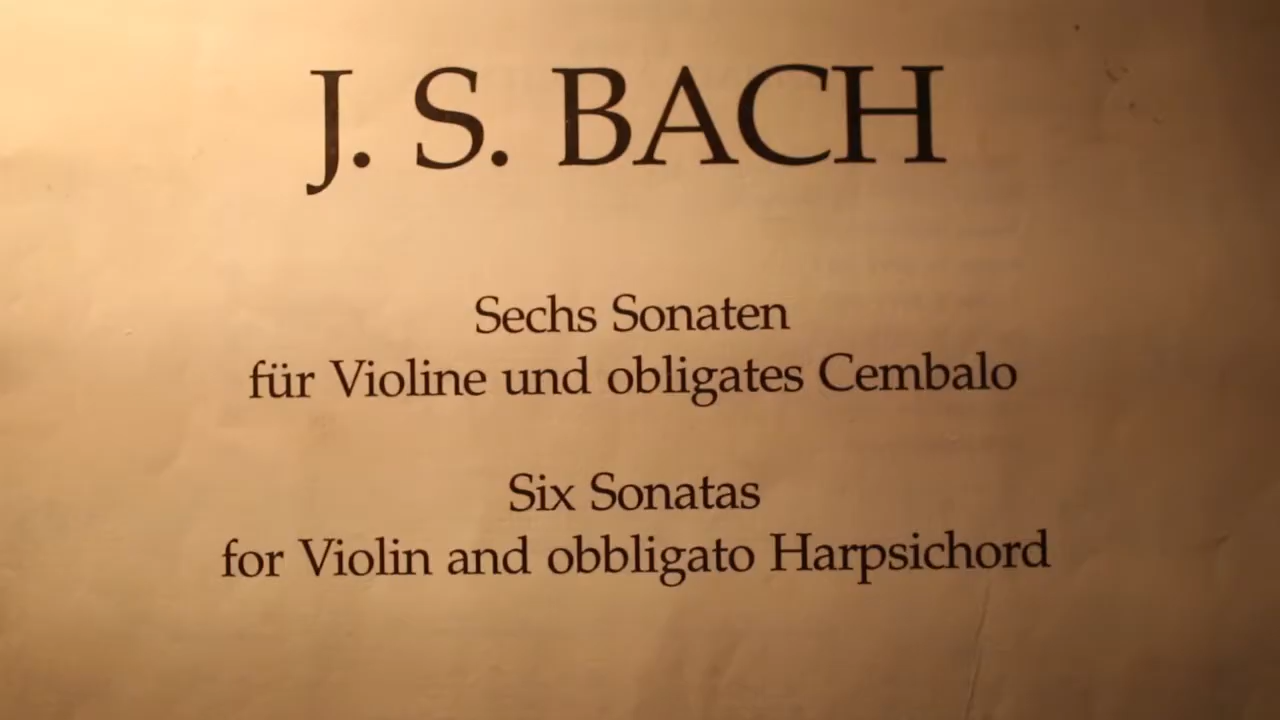 J. S. BACH
Sechs Sonaten
für Violine und obligates Cembalo
Six Sonatas
for Violin and obbligato Harpsichord